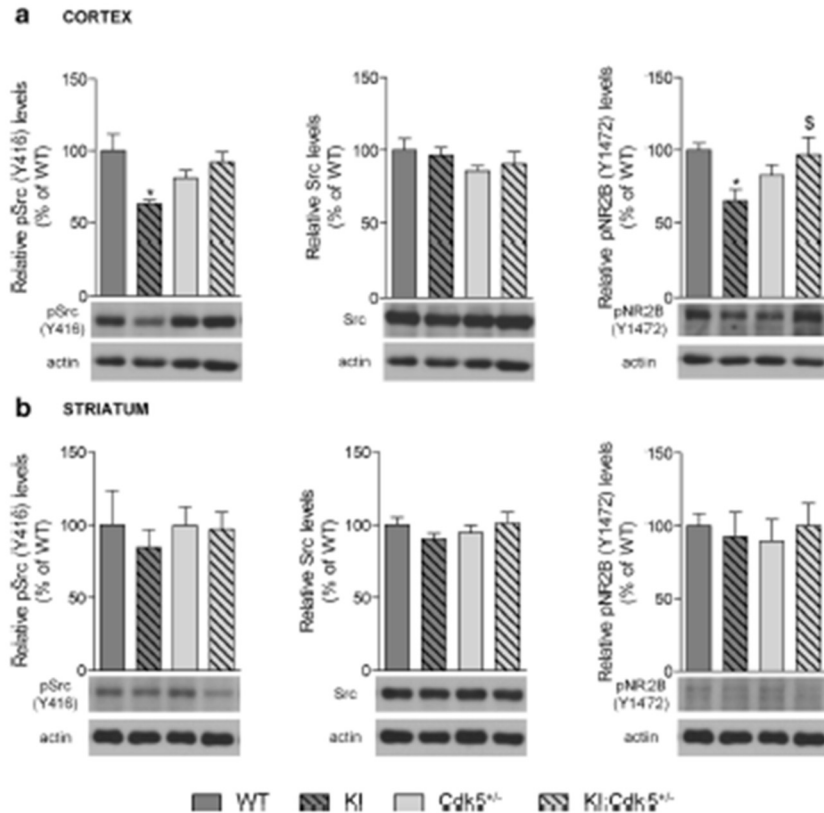 a CORTEX
Relative pSrc (Y416) levels
(% of WT)
150
100
50
0
*
pSrc
(Y416)
actin
Relative Src levels
(% of WT)
150
100
50
0
Src
actin
Relative pNR2B (Y1472) levels
(% of WT)
150
100
50
0
*
$
pNR2B
(Y1472)
actin
b STRIATUM
Relative pSrc (Y416) levels
(% of WT)
150
100
50
0
pSrc
(Y416)
actin
Relative Src levels
(% of WT)
150
100
50
0
Src
actin
Relative pNR2B (Y1472) levels
(% of WT)
150
100
50
0
pNR2B
(Y1472)
actin
WT KI Cdk5+/- KI:Cdk5+/-